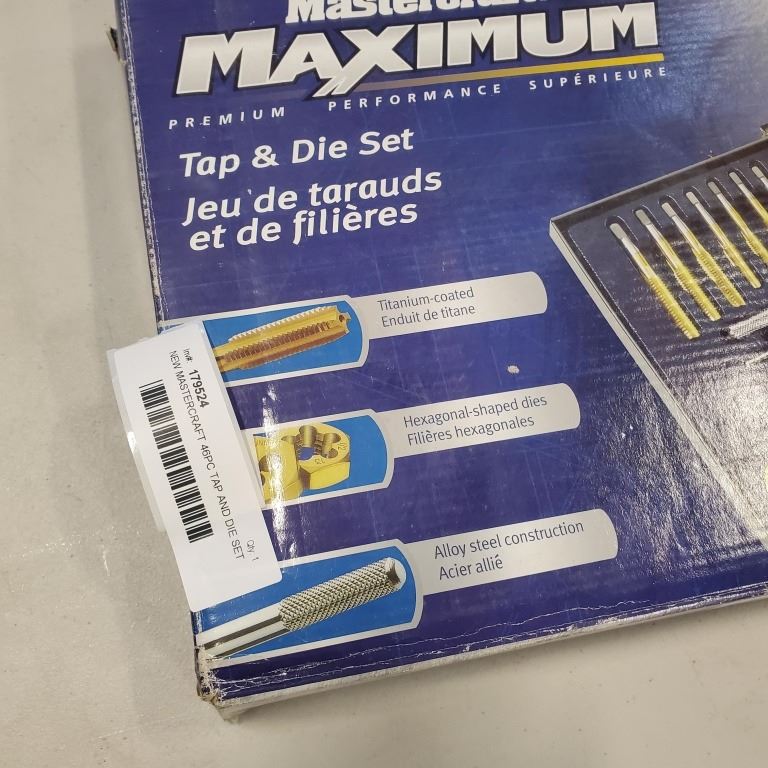 Mastercraft
MAXIMUM
PREMIUM PERFORMANCE SUPÉRIEURE
Tap & Die Set
Jeu de tarauds
et de filières
Titanium-coated
Enduit de titane
Hexagonal-shaped dies
Filières hexagonales
Alloy steel construction
Acier allié
Inv#: 179524
NEW MASTERCRAFT 46PC TAP AND DIE SET
Qty: 1